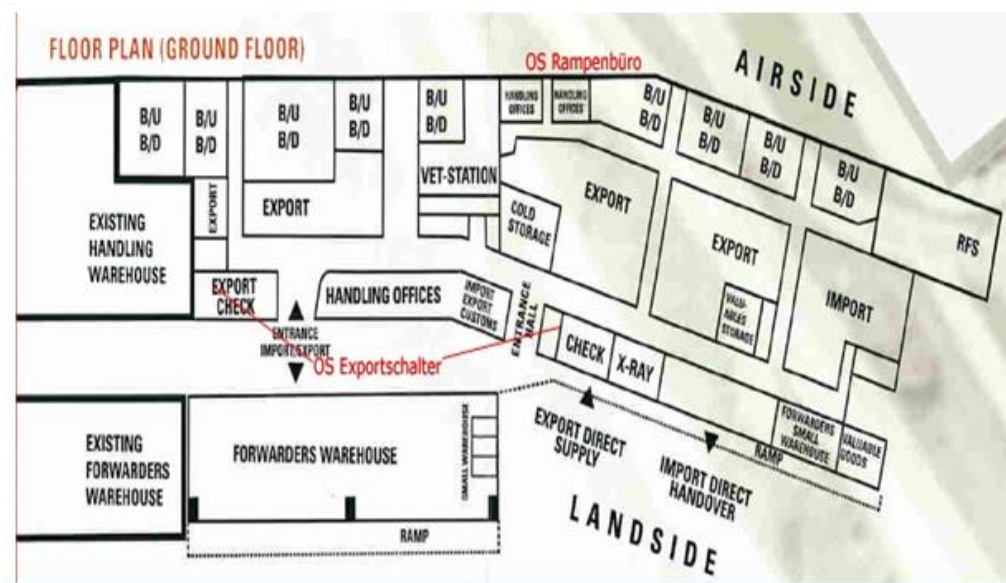 FLOOR PLAN (GROUND FLOOR)
OS Rampenbüro
AIRSIDE
B/U
B/D
B/U
B/D
B/U
B/D
B/U
B/D
B/U
B/D
HANDLING
OFFICES
HANDLING
OFFICES
B/U
B/D
B/U
B/D
B/U
B/D
B/U
B/D
EXISTING
HANDLING
WAREHOUSE
EXPORT
EXPORT
VET-STATION
COLD
STORAGE
EXPORT
EXPORT
VALU-
ABLES
STORAGE
IMPORT
RFS
EXPORT
CHECK
HANDLING OFFICES
IMPORT
EXPORT
CUSTOMS
ENTRANCE
HALL
ENTRANCE
IMPORT/EXPORT
OS Exportschalter
CHECK
X-RAY
EXPORT DIRECT
SUPPLY
IMPORT DIRECT
HANDOVER
FORWARDERS
SMALL
WAREHOUSE
VALUABLE
GOODS
RAMP
EXISTING
FORWARDERS
WAREHOUSE
FORWARDERS WAREHOUSE
SMALL WAREHOUSE
RAMP
LANDSIDE